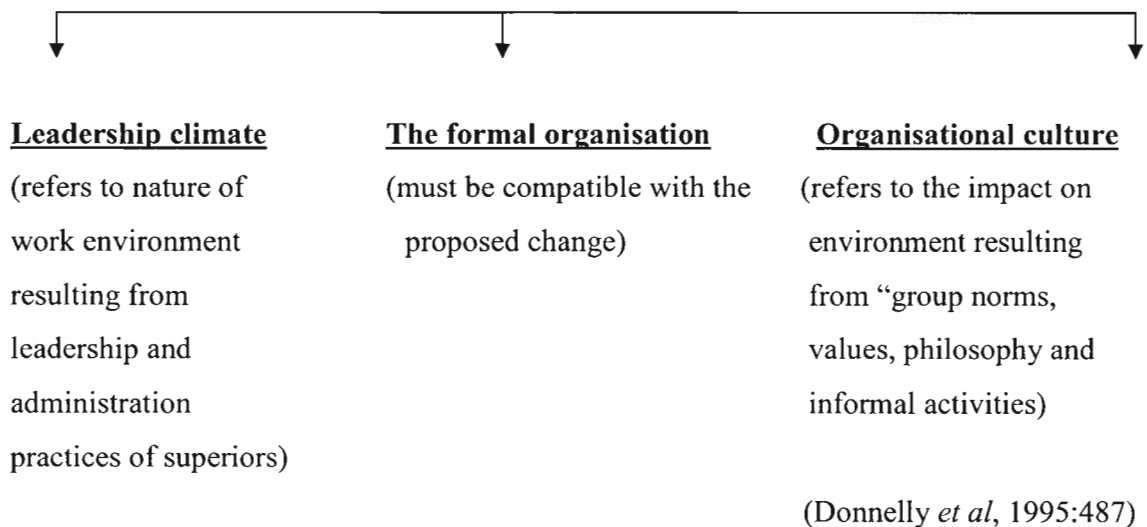 Leadership climate
(refers to nature of
work environment
resulting from
leadership and
administration
practices of superiors)
The formal organisation
(must be compatible with the
proposed change)
Organisational culture
(refers to the impact on
environment resulting
from “group norms,
values, philosophy and
informal activities)
(Donnelly et al, 1995:487)